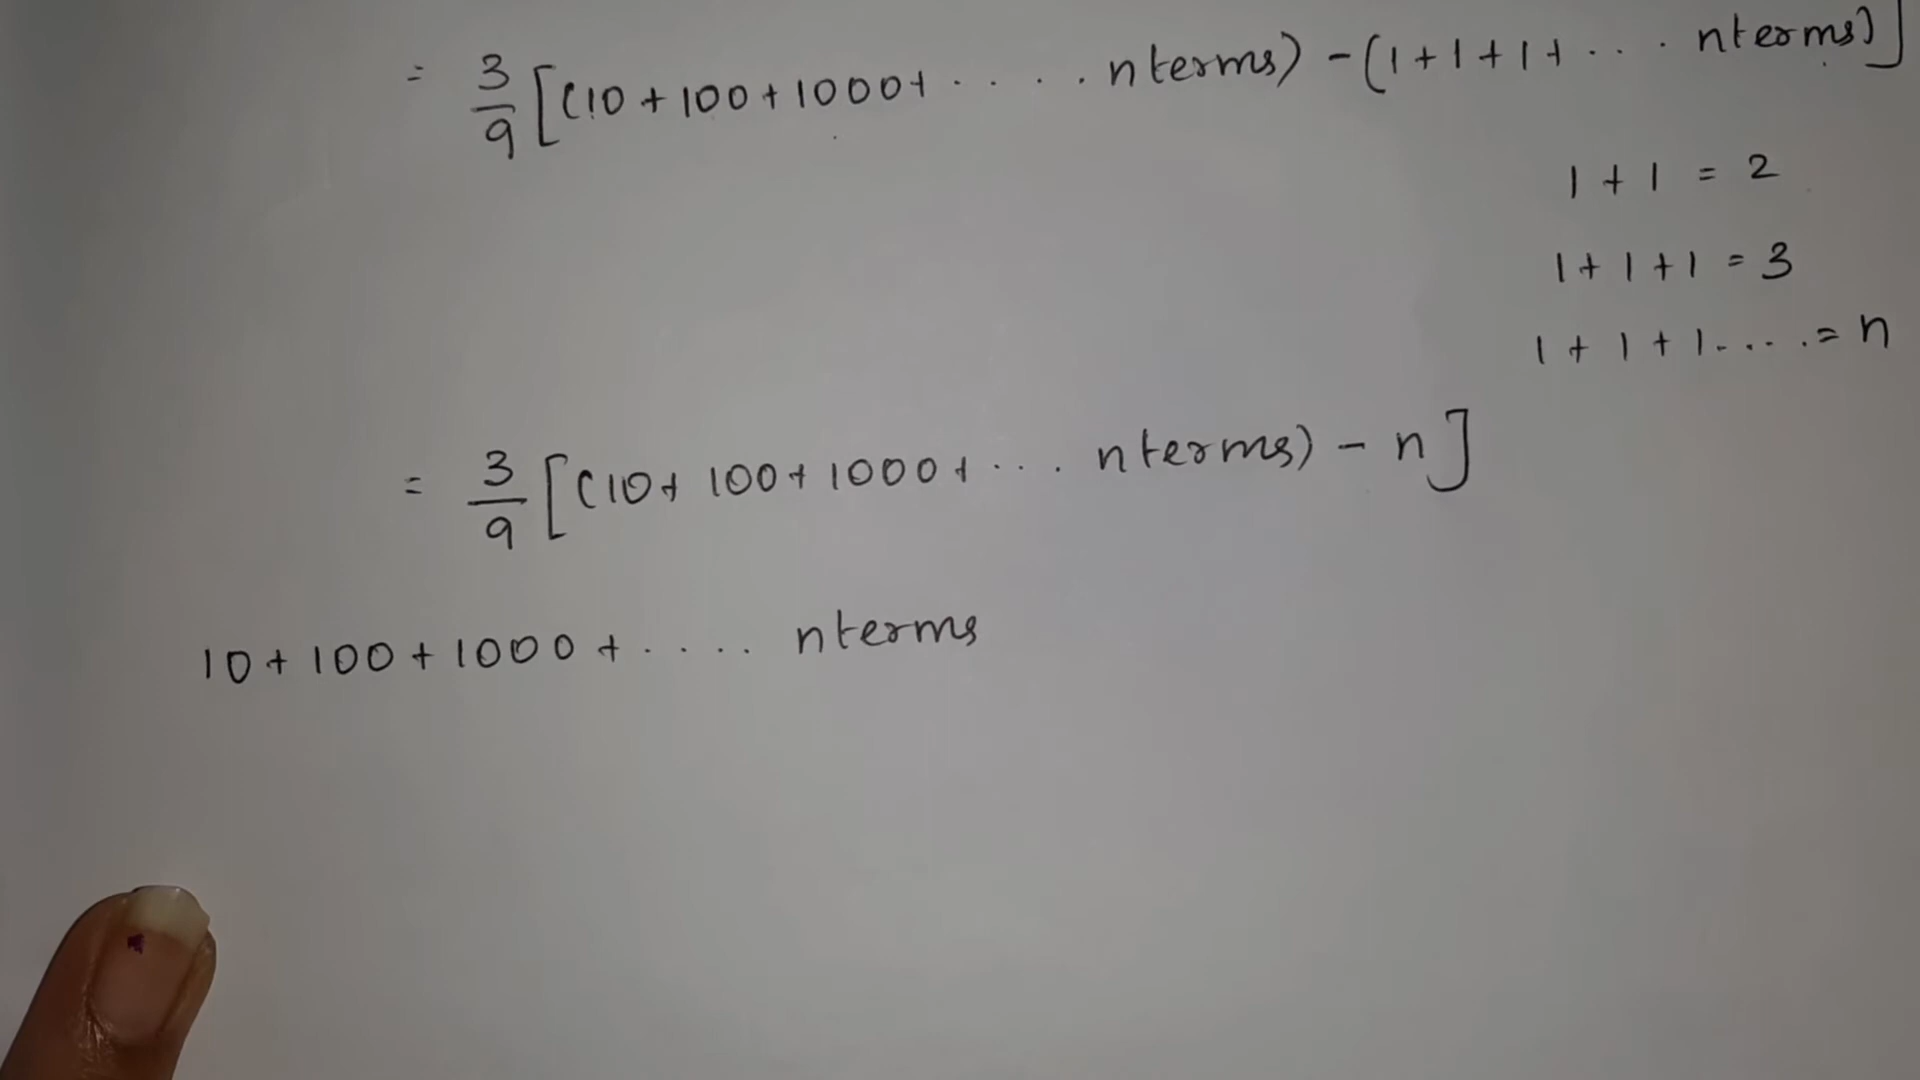 = 3/9 [(10 + 100 + 1000 + ..... n terms) - (1 + 1 + 1 + .... n terms)]
1 + 1 = 2
1 + 1 + 1 = 3
1 + 1 + 1..... = n
= 3/9 [(10 + 100 + 1000 + ... n terms) - n]
10 + 100 + 1000 + ..... n terms